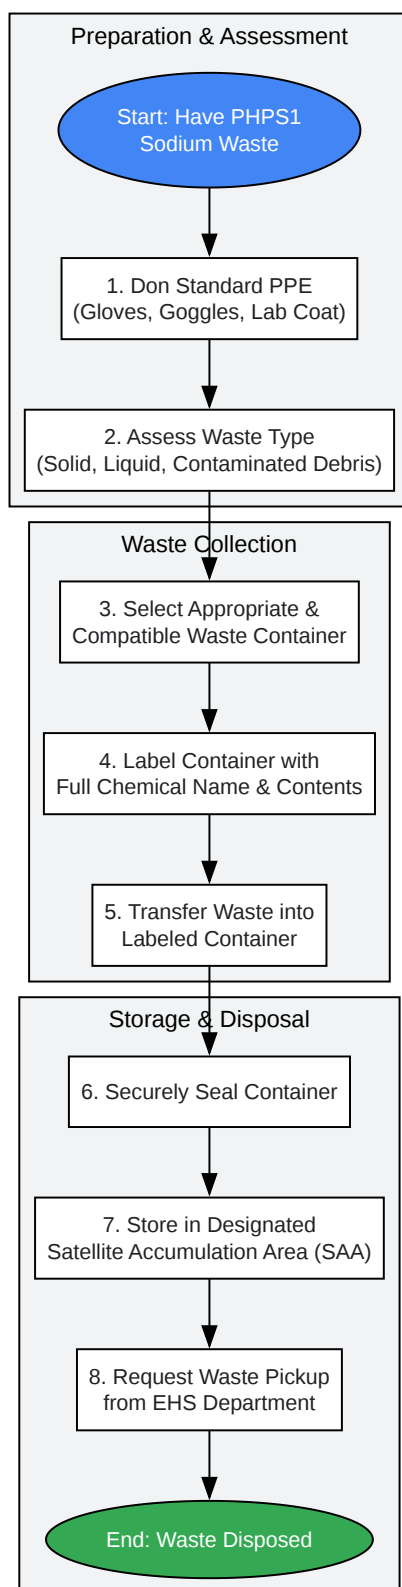 Preparation & Assessment
Start: Have PHPS1
Sodium Waste
1. Don Standard PPE
(Gloves, Goggles, Lab Coat)
2. Assess Waste Type
(Solid, Liquid, Contaminated Debris)
Waste Collection
3. Select Appropriate &
Compatible Waste Container
4. Label Container with
Full Chemical Name & Contents
5. Transfer Waste into
Labeled Container
Storage & Disposal
6. Securely Seal Container
7. Store in Designated
Satellite Accumulation Area (SAA)
8. Request Waste Pickup
from EHS Department
End: Waste Disposed